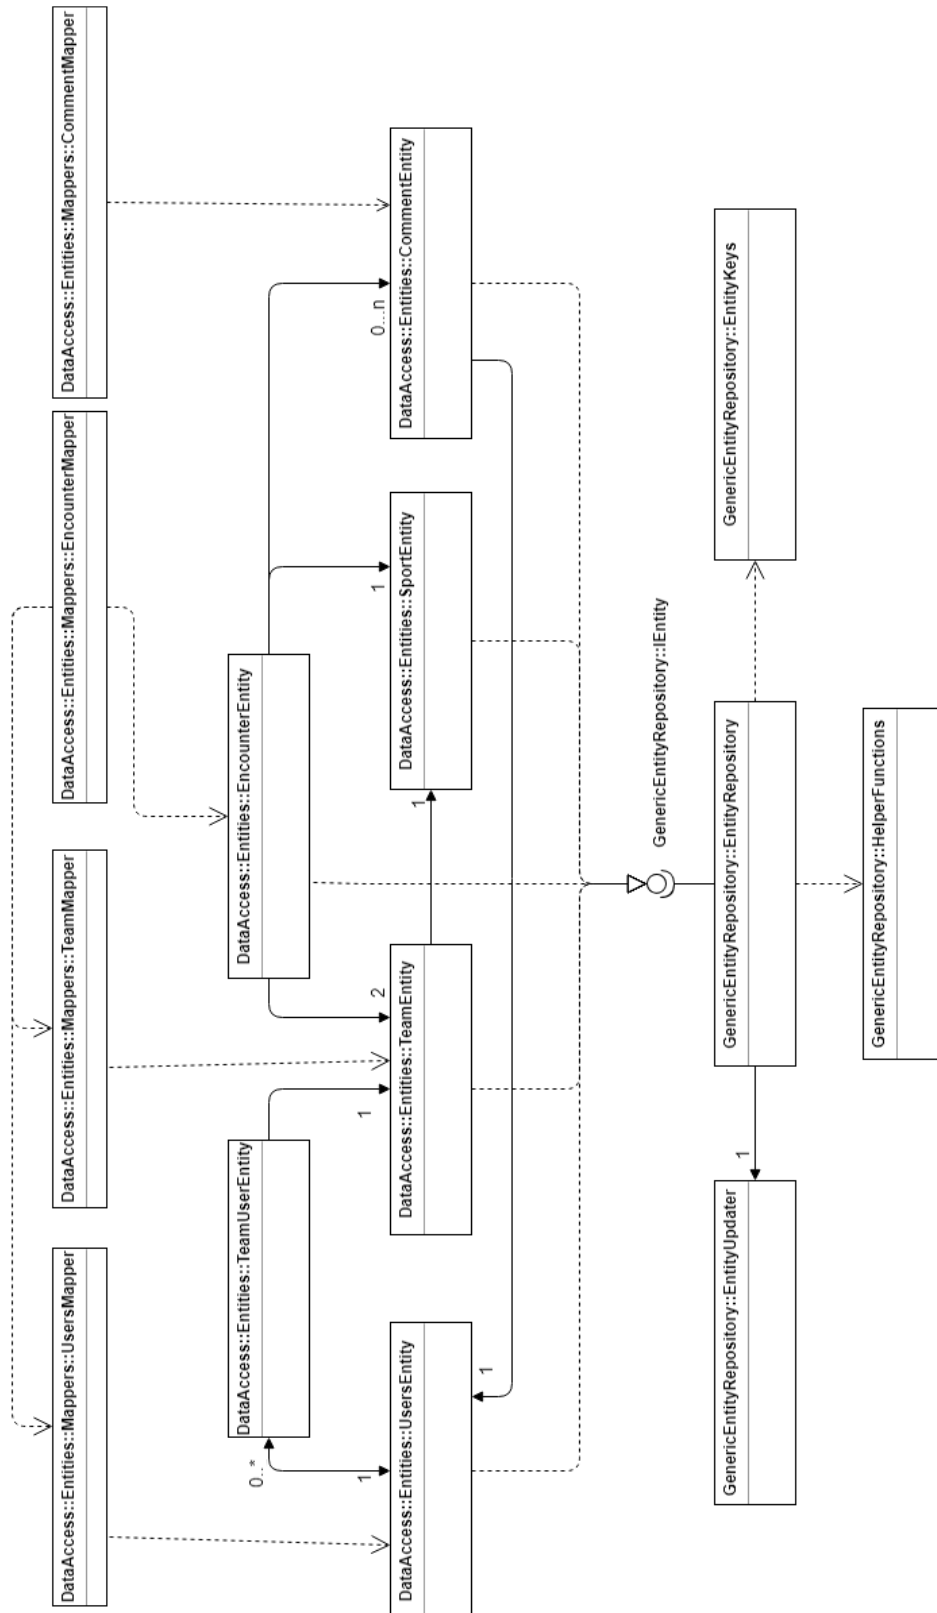 DataAccess::Entities::Mappers::UsersMapper
DataAccess::Entities::Mappers::TeamMapper
DataAccess::Entities::Mappers::EncounterMapper
DataAccess::Entities::Mappers::CommentMapper
DataAccess::Entities::TeamUserEntity
DataAccess::Entities::EncounterEntity
0..*
1
1
2
1
1
0...n
DataAccess::Entities::UsersEntity
DataAccess::Entities::TeamEntity
DataAccess::Entities::SportEntity
DataAccess::Entities::CommentEntity
1
GenericEntityRepository::IEntity
1
GenericEntityRepository::EntityUpdater
GenericEntityRepository::EntityRepository
GenericEntityRepository::EntityKeys
GenericEntityRepository::HelperFunctions